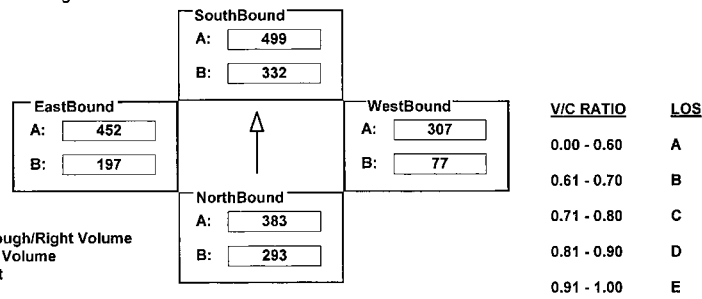 SouthBound
A: 499
B: 332
EastBound
A: 452
B: 197
WestBound
A: 307
B: 77
NorthBound
A: 383
B: 293
V/C RATIO LOS
0.00 - 0.60 A
0.61 - 0.70 B
0.71 - 0.80 C
0.81 - 0.90 D
0.91 - 1.00 E
Volume
Volume